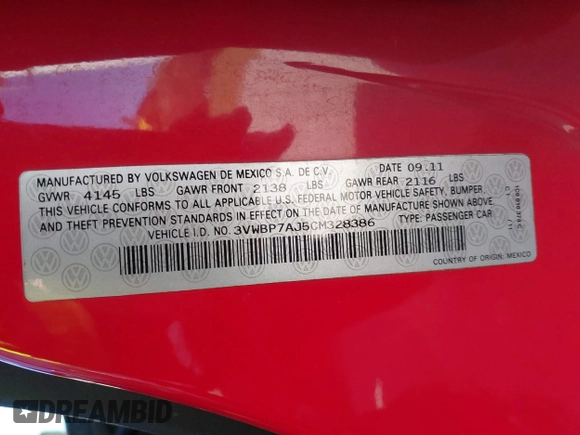 MANUFACTURED BY VOLKSWAGEN DE MEXICO S.A. DE C.V. DATE 09.11
GVWR 4145 LBS GAWR FRONT 2138 LBS GAWR REAR 2116 LBS
THIS VEHICLE CONFORMS TO ALL APPLICABLE U.S. FEDERAL MOTOR VEHICLE SAFETY, BUMPER
AND THEFT PREVENTION STANDARDS IN EFFECT ON THE DATE OF MANUFACTURE SHOWN ABOVE.
VEHICLE I.D. NO. 3VWBP7AJ5CM328386 TYPE: PASSENGER CAR
COUNTRY OF ORIGIN: MEXICO
DREAMBID